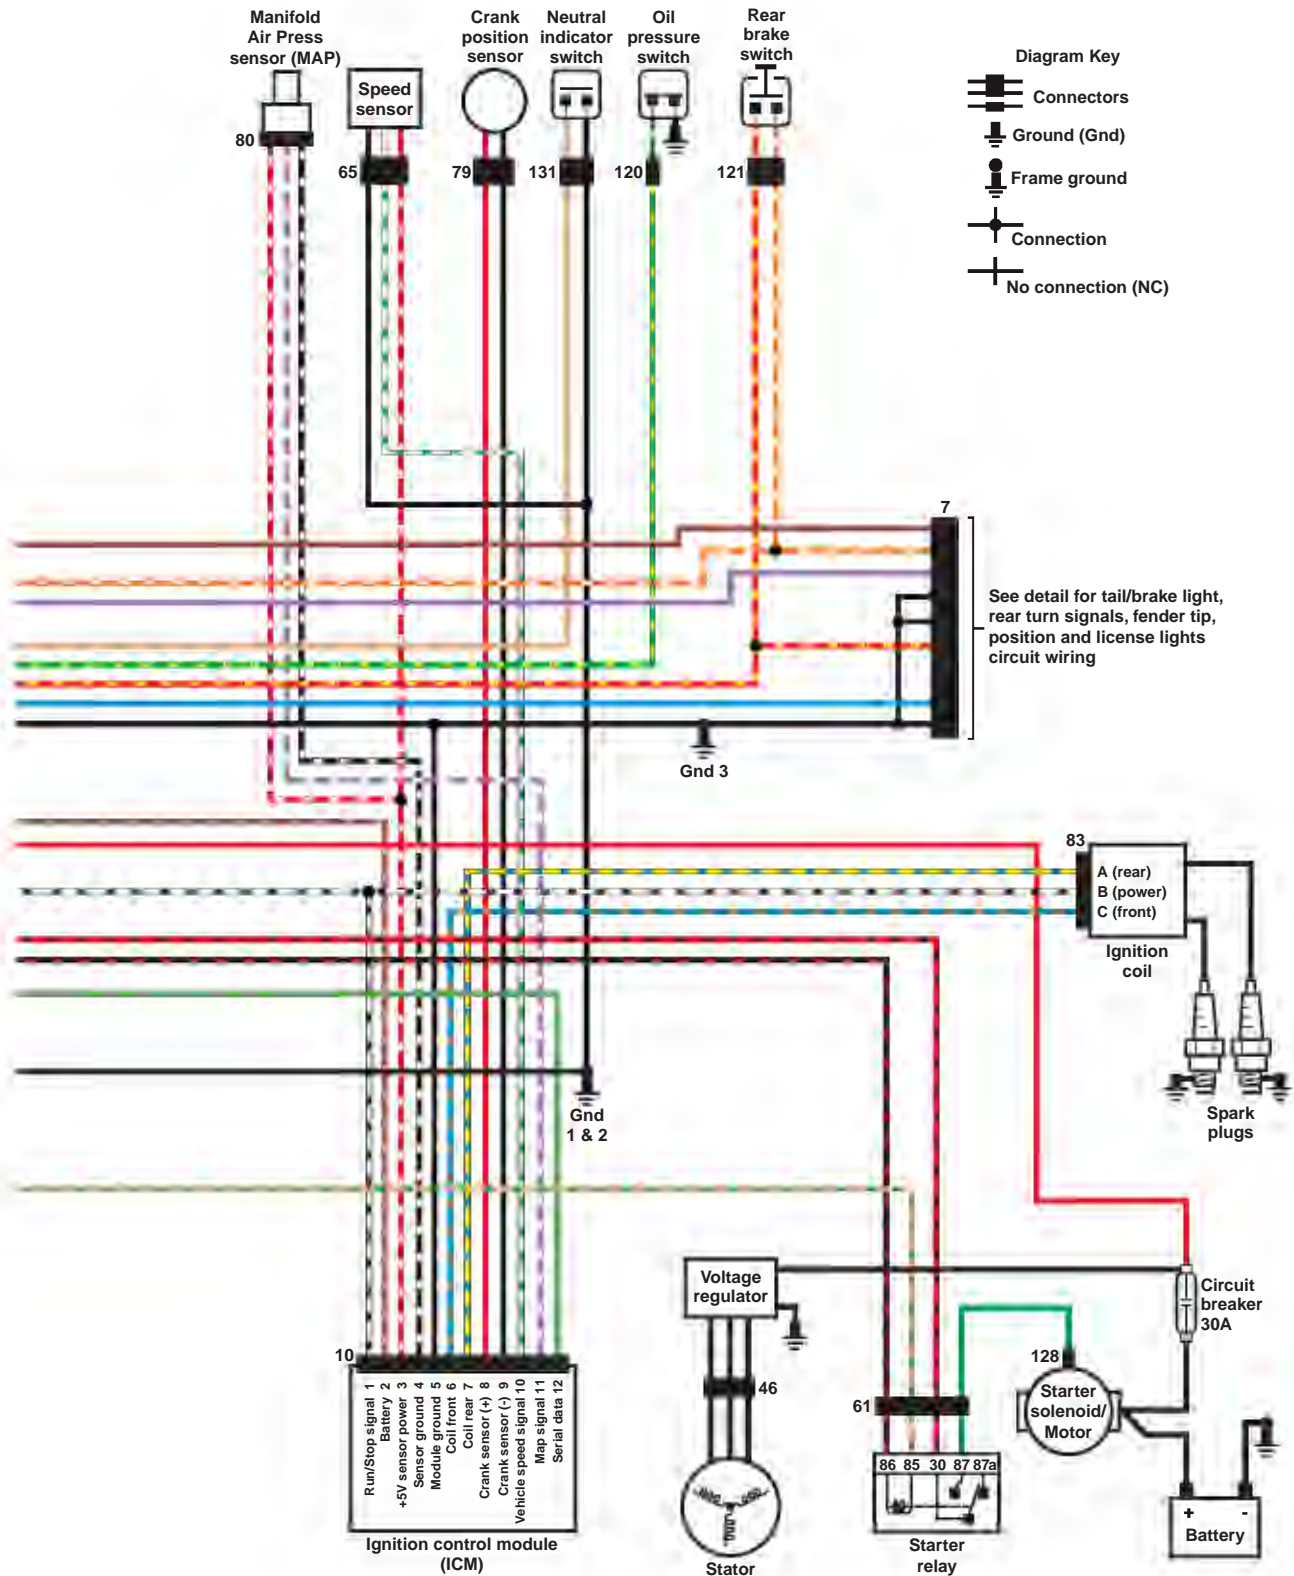 Manifold
Air Press
sensor (MAP)
Speed
sensor
Crank
position
sensor
Neutral
indicator
switch
Oil
pressure
switch
Rear
brake
switch
Diagram Key
Connectors
Ground (Gnd)
Frame ground
Connection
No connection (NC)
80
65
79
131
120
121
7
See detail for tail/brake light,
rear turn signals, fender tip,
position and license lights
circuit wiring
Gnd 3
83
A (rear)
B (power)
C (front)
Ignition
coil
Spark
plugs
Gnd
1 & 2
Voltage
regulator
Circuit
breaker
30A
10
Run/Stop signal 1
Battery 2
+5V sensor power 3
Sensor ground 4
Module ground 5
Coil front 6
Coil rear 7
Crank sensor (+) 8
Crank sensor (-) 9
Vehicle speed signal 10
Map signal 11
Serial data 12
Ignition control module
(ICM)
46
Stator
61
86 85 30 87 87a
Starter
relay
128
Starter
solenoid/
Motor
+ -
Battery